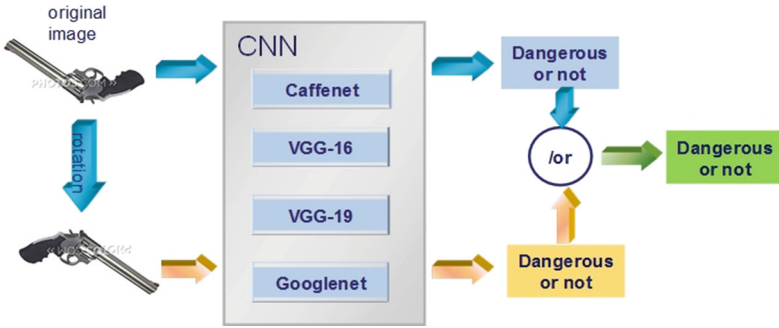 original
image
CNN
Caffenet
VGG-16
VGG-19
Googlenet
rotation
Dangerous
or not
/or
Dangerous
or not
Dangerous
or not